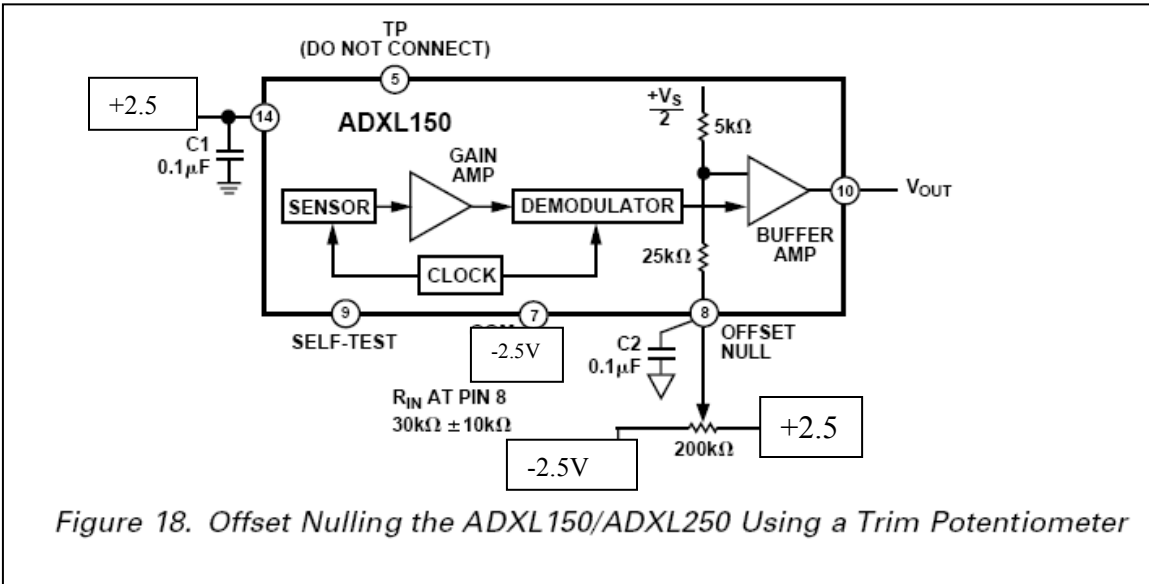 TP
(DO NOT CONNECT)
5
+2.5
14
ADXL150
+VS
2
5kΩ
C1
0.1μF
GAIN
AMP
SENSOR
DEMODULATOR
10
VOUT
BUFFER
AMP
25kΩ
CLOCK
9
7
8
SELF-TEST
-2.5V
OFFSET
NULL
C2
0.1μF
RIN AT PIN 8
30kΩ ±10kΩ
-2.5V
200kΩ
+2.5
Figure 18. Offset Nulling the ADXL150/ADXL250 Using a Trim Potentiometer